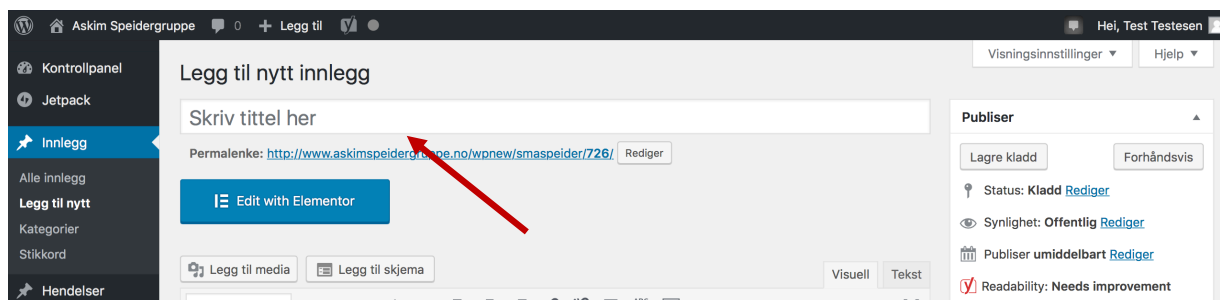 Askim Speidergruppe 0 + Legg til Hei, Test Testesen
Visningsinnstillinger ▼ Hjelp ▼
Kontrollpanel
Jetpack
Innlegg
Alle innlegg
Legg til nytt
Kategorier
Stikkord
Hendelser
Legg til nytt innlegg
Skriv tittel her
Permalenke: http://www.askimspeidergruppe.no/wpnew/smaspeider/726/ Rediger
Edit with Elementor
Legg til media Legg til skjema
Visuell Tekst
Publiser
Lagre kladd Forhåndsvis
Status: Kladd Rediger
Synlighet: Offentlig Rediger
Publiser umiddelbart Rediger
Readability: Needs improvement